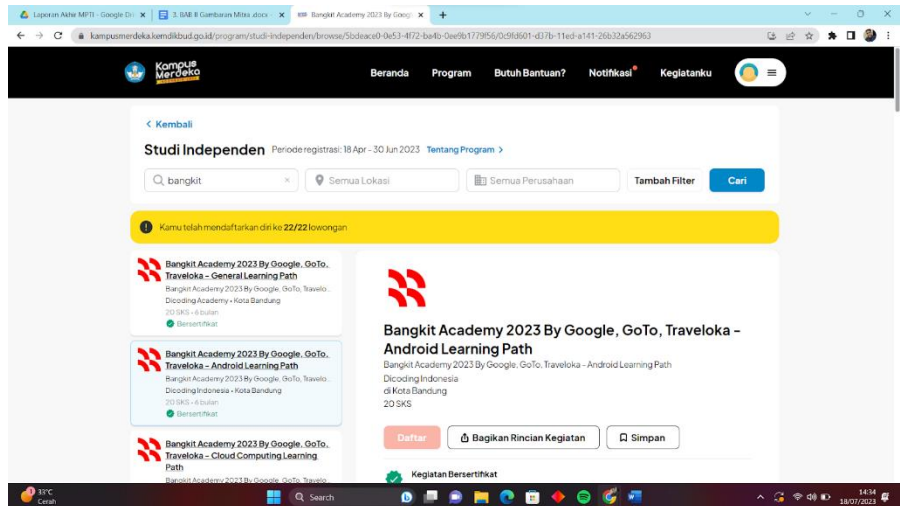 Laporan Akhir MPTI - Google Dri
3. BAB II Gambaran Mitra .docx -
Bangkit Academy 2023 By Googl
kampusmerdeka.kemdikbud.go.id/program/studi-independen/browse/5bdeace0-0e53-4f72-ba4b-0ee9b1779f56/0c9fd601-d37b-11ed-a141-26b32a562963
Kampus
Merdeka
Beranda Program Butuh Bantuan? Notifikasi Kegiatanku
Kembali
Studi Independen Periode registrasi: 18 Apr - 30 Jun 2023 Tentang Program
bangkit Semua Lokasi Semua Perusahaan Tambah Filter Cari
Kamu telah mendaftarkan diri ke 22/22 lowongan
Bangkit Academy 2023 By Google, GoTo,
Traveloka – General Learning Path
Bangkit Academy 2023 By Google, GoTo, Travelo..
Dicoding Academy • Kota Bandung
20 SKS • 6 bulan
Bersertifikat
Bangkit Academy 2023 By Google, GoTo,
Traveloka – Android Learning Path
Bangkit Academy 2023 By Google, GoTo, Travelo..
Dicoding Indonesia • Kota Bandung
20 SKS • 6 bulan
Bersertifikat
Bangkit Academy 2023 By Google, GoTo,
Traveloka – Cloud Computing Learning
Path
Bangkit Academy 2023 By Google, GoTo, Travelo..
Bangkit Academy 2023 By Google, GoTo, Traveloka –
Android Learning Path
Bangkit Academy 2023 By Google, GoTo, Traveloka – Android Learning Path
Dicoding Indonesia
di Kota Bandung
20 SKS
Daftar Bagikan Rincian Kegiatan Simpan
Kegiatan Bersertifikat
33°C
Cerah
Search
14:34
18/07/2023